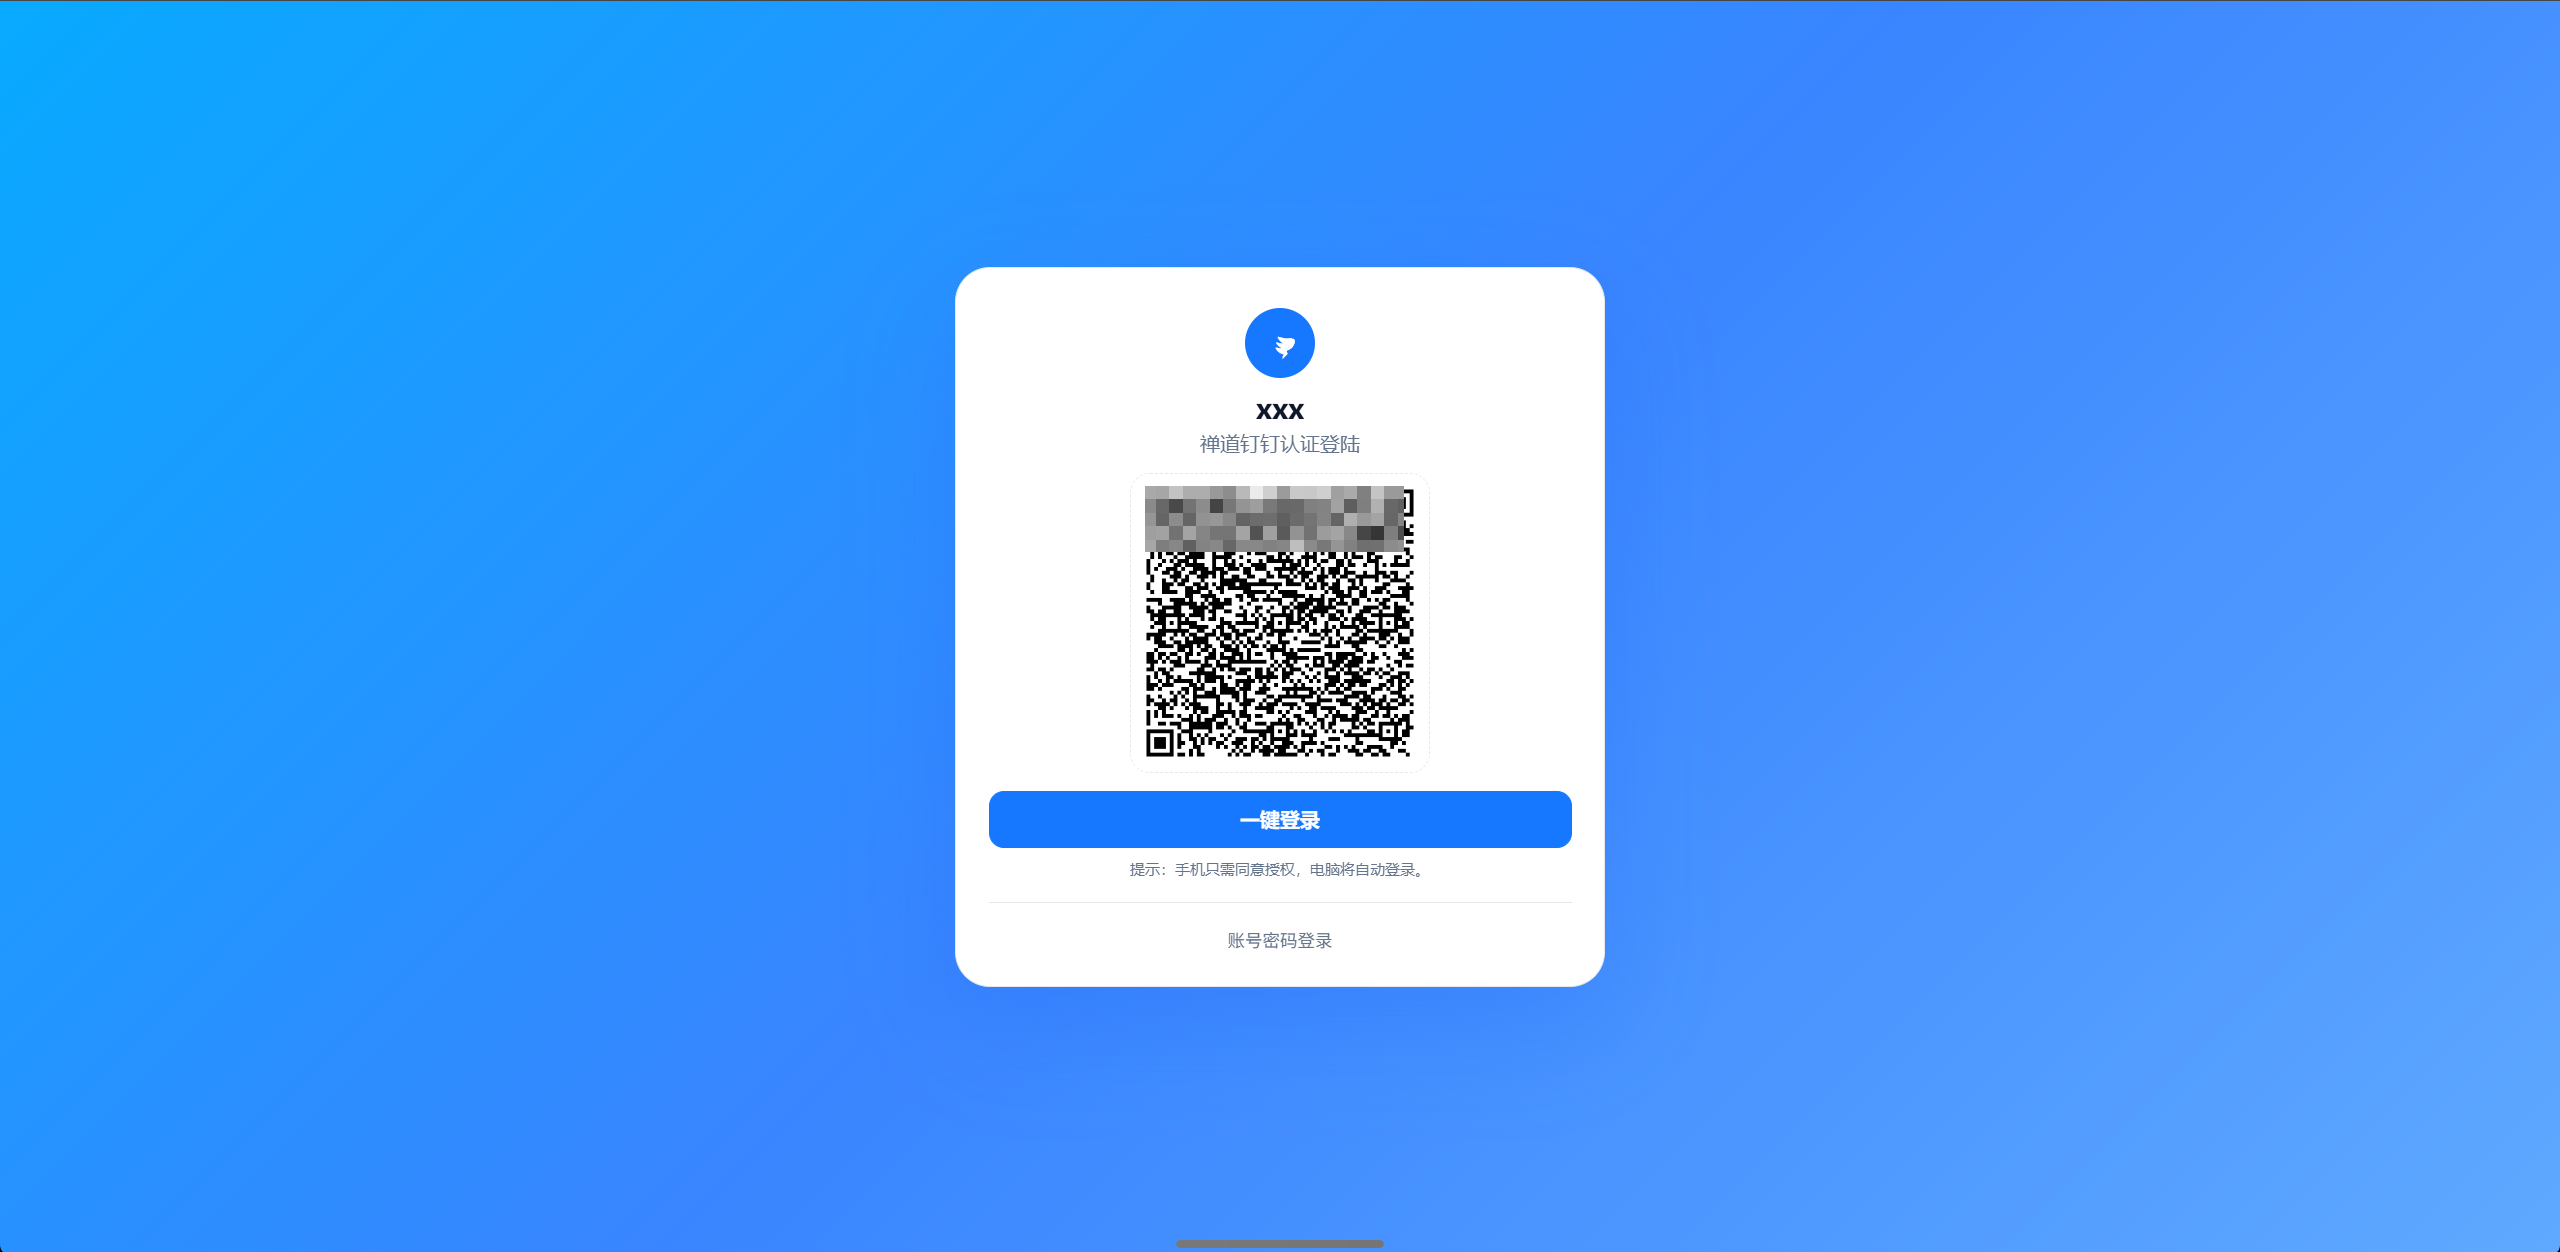 xxx
禅道钉钉认证登陆
一键登录
提示：手机只需同意授权，电脑将自动登录。
账号密码登录